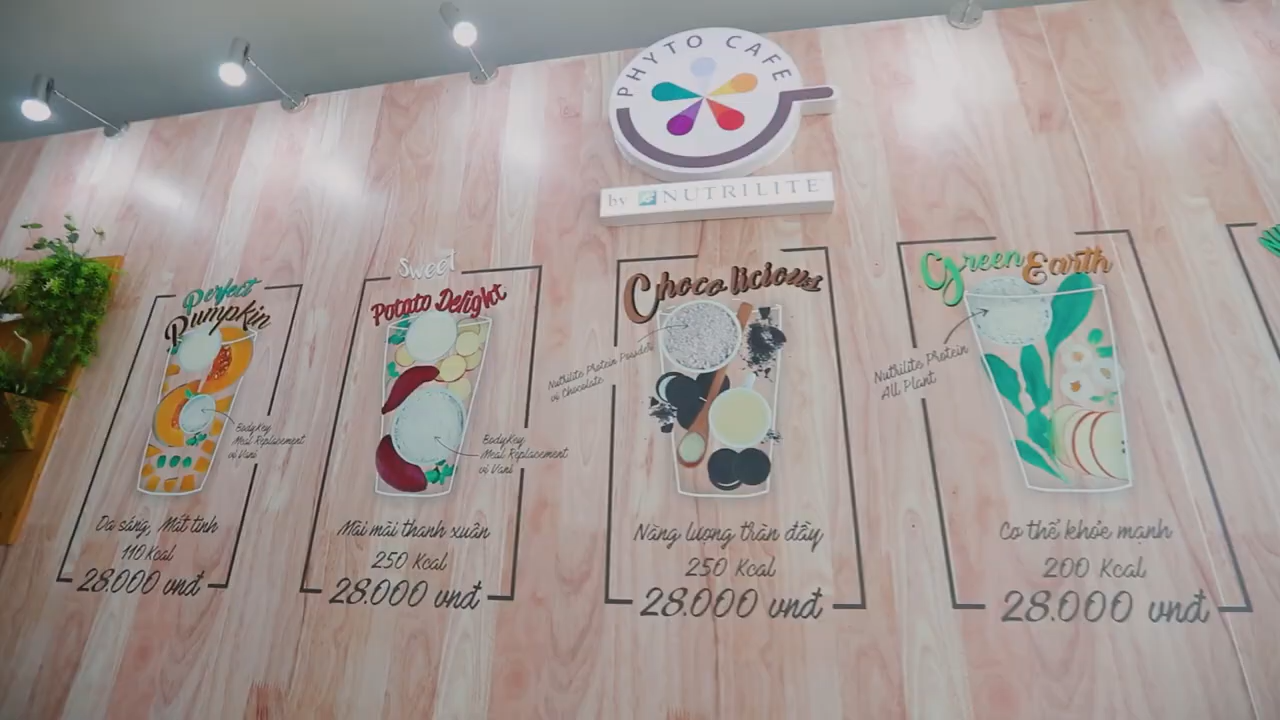 PHYTO CAFE
by NUTRILITE
Perfect
Pumpkin
BodyKey
Meal Replacement
vị Vani
Da sáng, Mắt tinh
110 Kcal
28.000 vnđ
Sweet
Potato Delight
BodyKey
Meal Replacement
vị Vani
Mãi mãi thanh xuân
250 Kcal
28.000 vnđ
Chocolicious
Nutrilite Protein Powder
vị Chocolate
Năng lượng tràn đầy
250 Kcal
28.000 vnđ
Green Earth
Nutrilite Protein
All Plant
Cơ thể khỏe mạnh
200 Kcal
28.000 vnđ